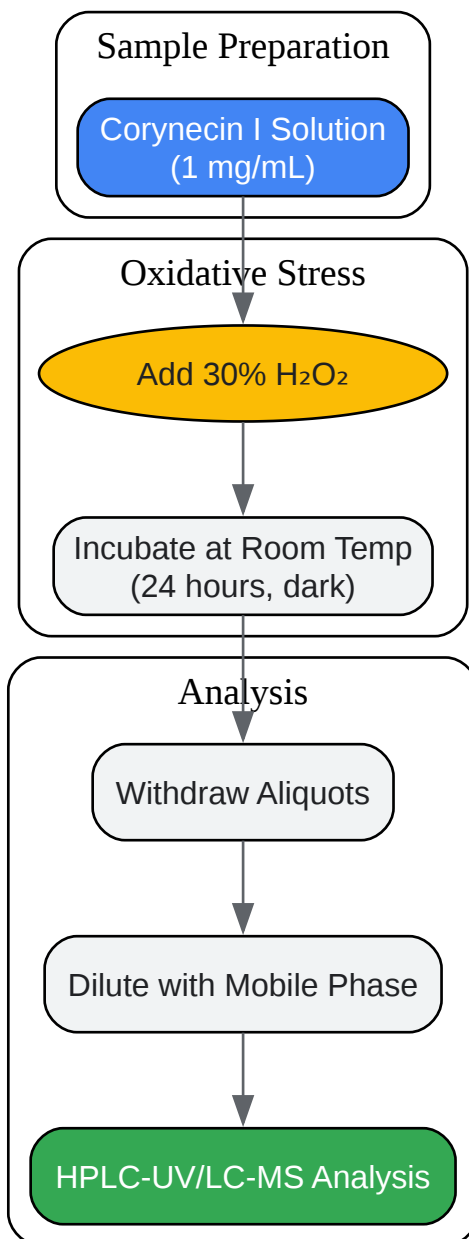 Sample Preparation
Corynecin I Solution
(1 mg/mL)
Oxidative Stress
Add 30% H₂O₂
Incubate at Room Temp
(24 hours, dark)
Analysis
Withdraw Aliquots
Dilute with Mobile Phase
HPLC-UV/LC-MS Analysis